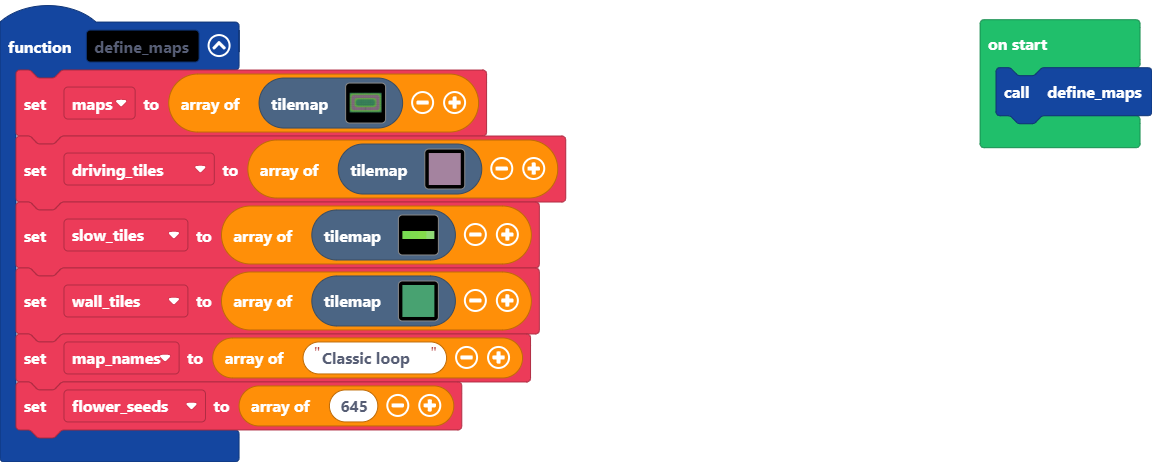 function define_maps
set maps to array of tilemap
set driving_tiles to array of tilemap
set slow_tiles to array of tilemap
set wall_tiles to array of tilemap
set map_names to array of "Classic loop"
set flower_seeds to array of 645
on start
call define_maps